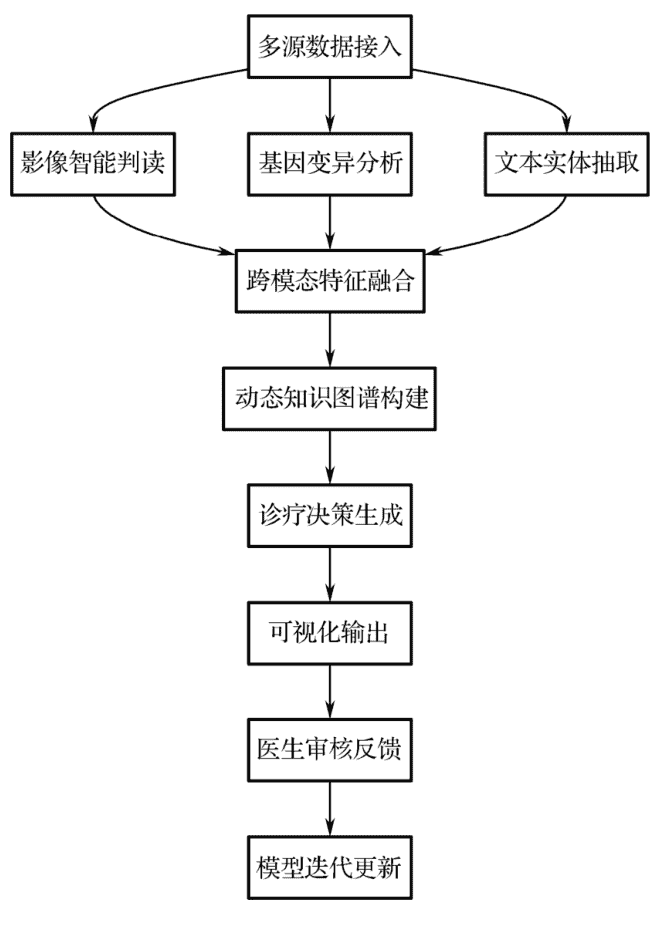 多源数据接入
影像智能判读
基因变异分析
文本实体抽取
跨模态特征融合
动态知识图谱构建
诊疗决策生成
可视化输出
医生审核反馈
模型迭代更新